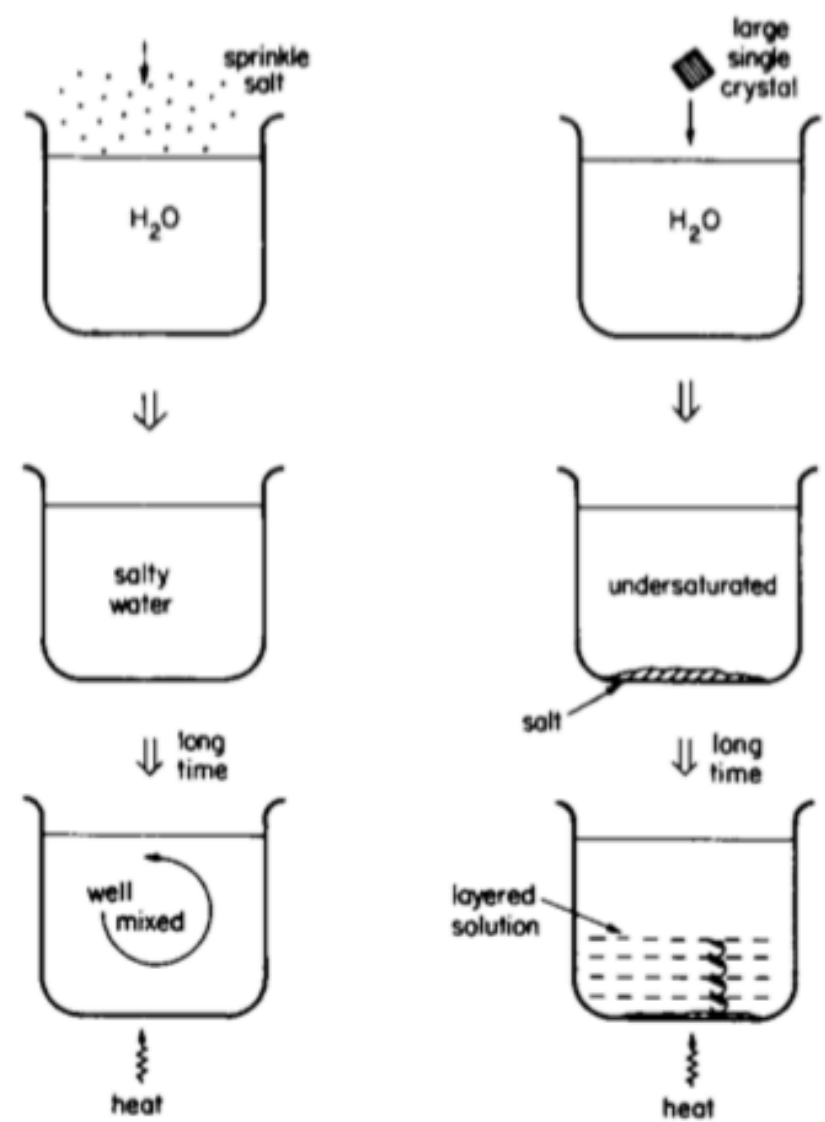 sprinkle
salt
large
single
crystal
H₂O
H₂O
salty
water
undersaturated
salt
long
time
long
time
well
mixed
layered
solution
heat
heat